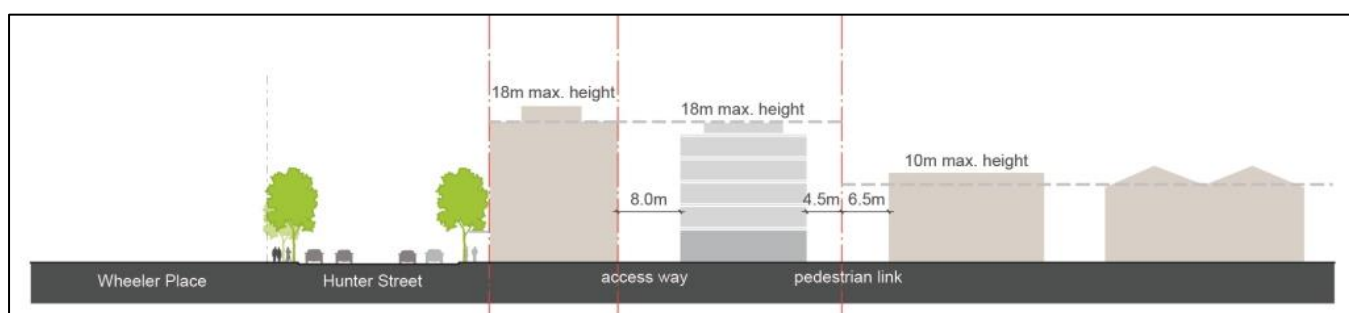 18m max. height
18m max. height
10m max. height
8.0m
4.5m
6.5m
Wheeler Place
Hunter Street
access way
pedestrian link